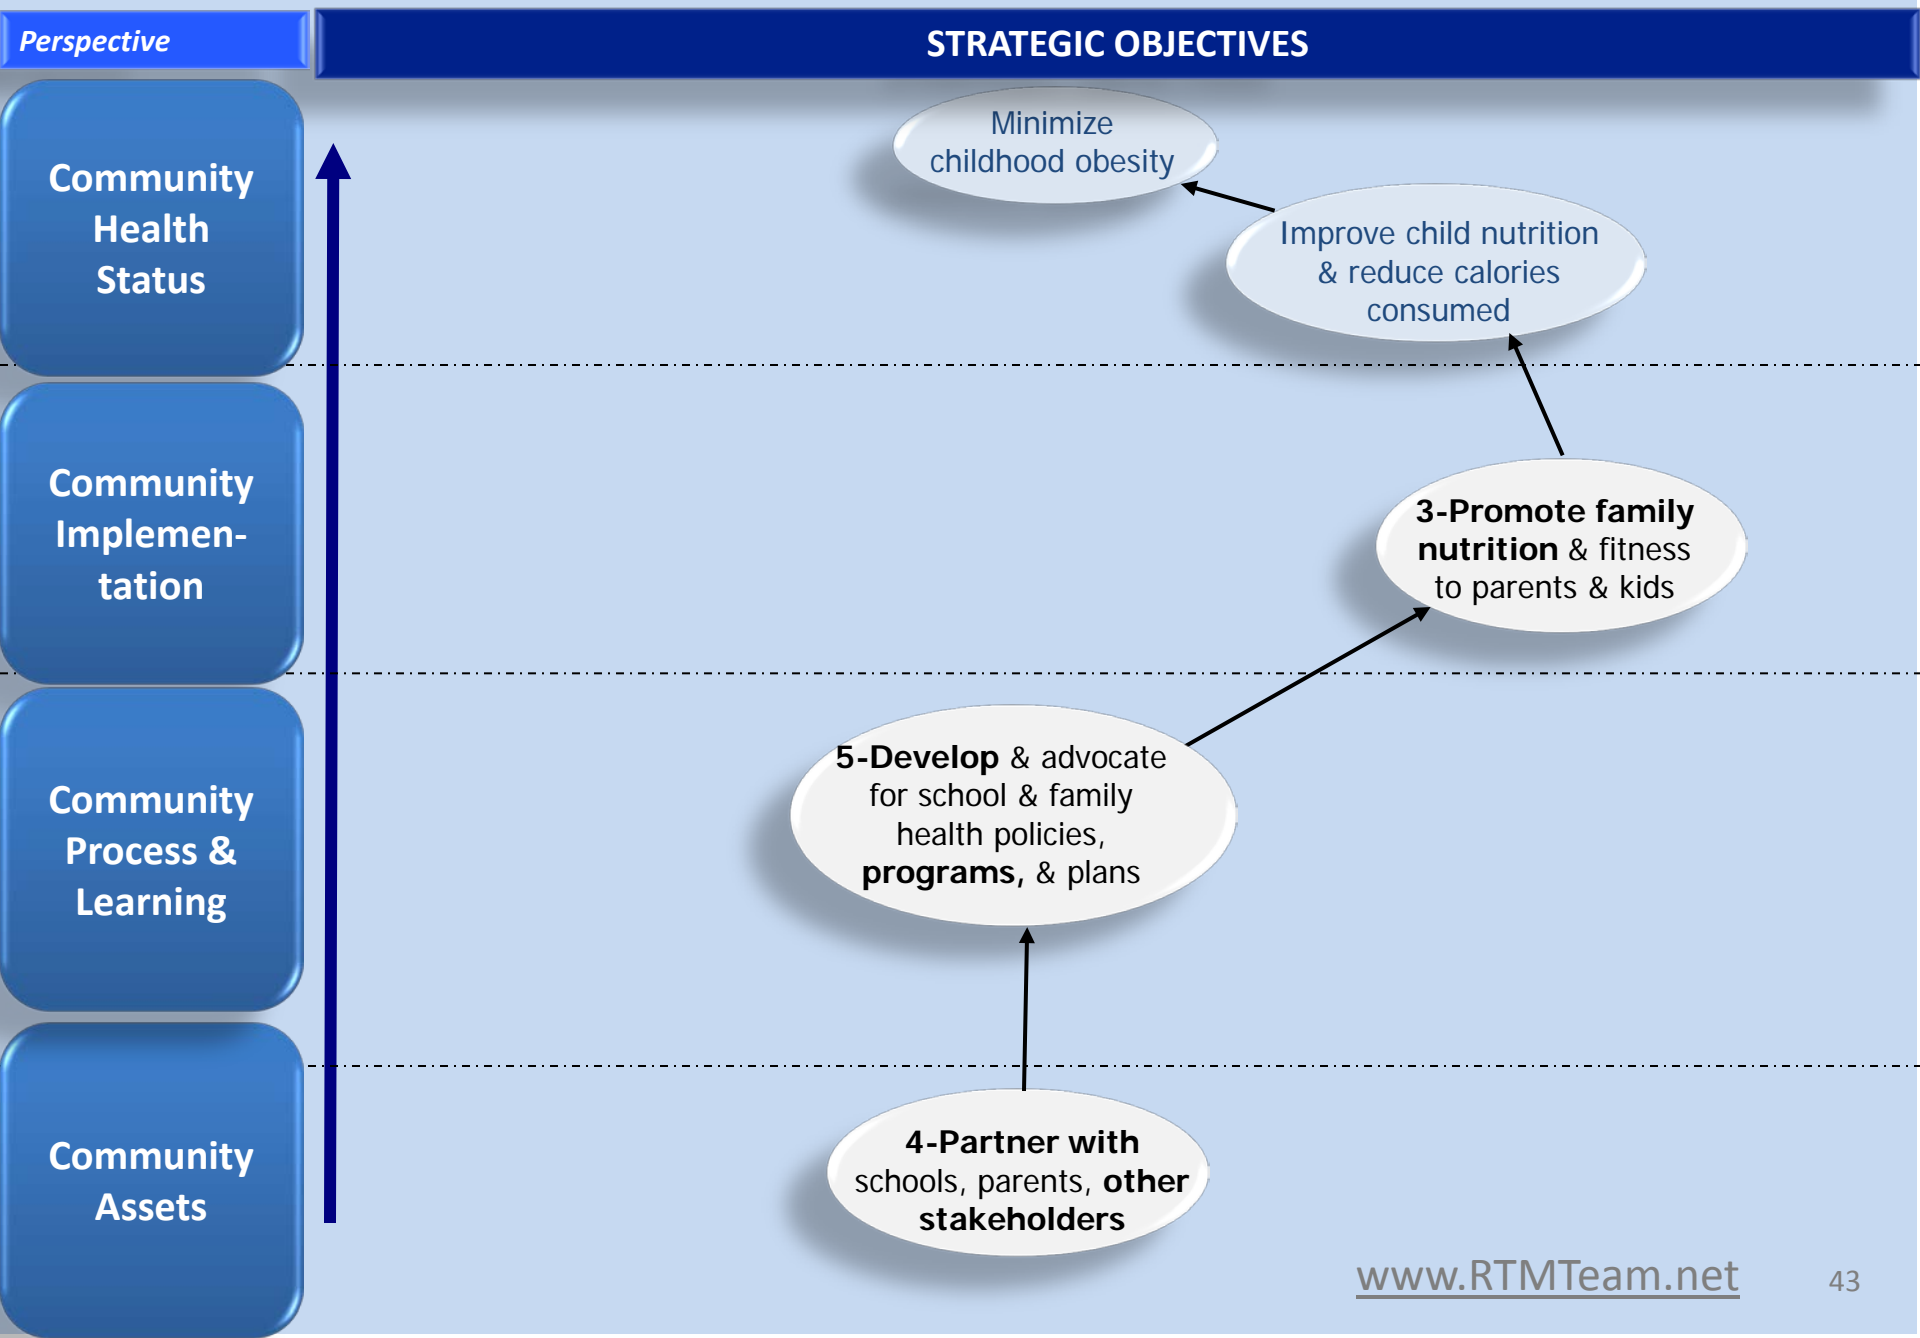 Perspective
STRATEGIC OBJECTIVES
Community
Health
Status
Minimize
childhood obesity
Improve child nutrition
& reduce calories
consumed
Community
Implemen-
tation
3-Promote family
nutrition & fitness
to parents & kids
Community
Process &
Learning
5-Develop & advocate
for school & family
health policies,
programs, & plans
Community
Assets
4-Partner with
schools, parents, other
stakeholders
www.RTMTeam.net
43